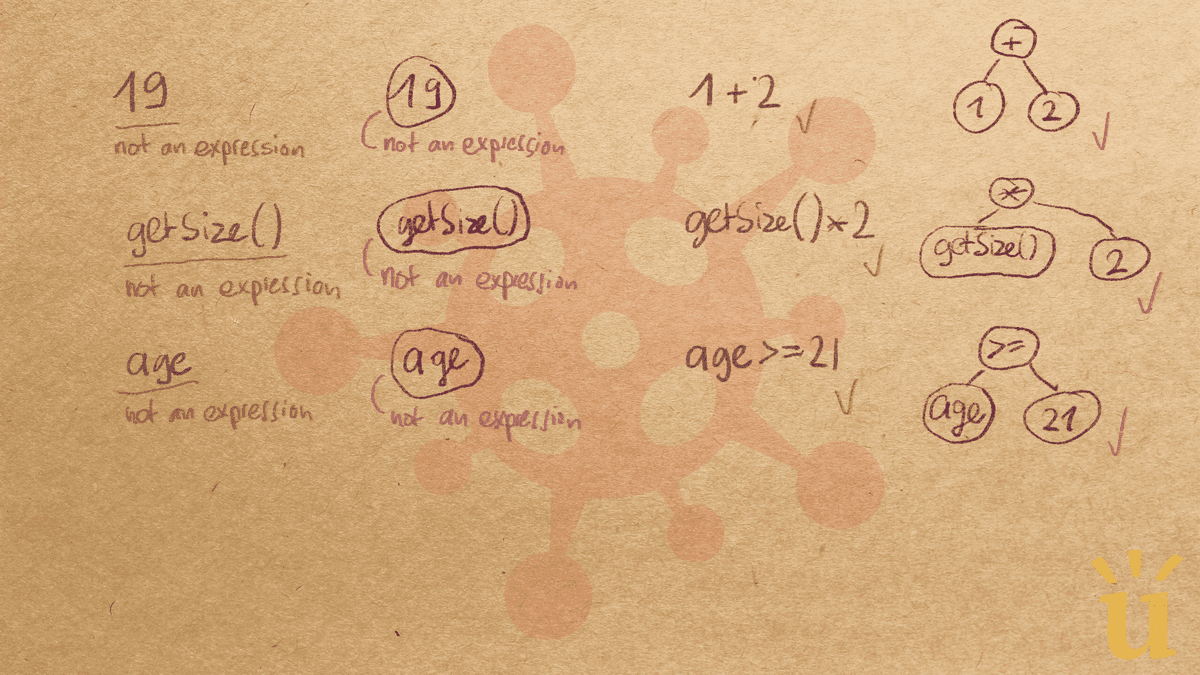 19
not an expression
19
not an expression
1+2
+
1 2
getSize()
not an expression
getSize()
not an expression
getSize()*2
*
getSize() 2
age
not an expression
age
not an expression
age >= 21
>=
age 21
ü